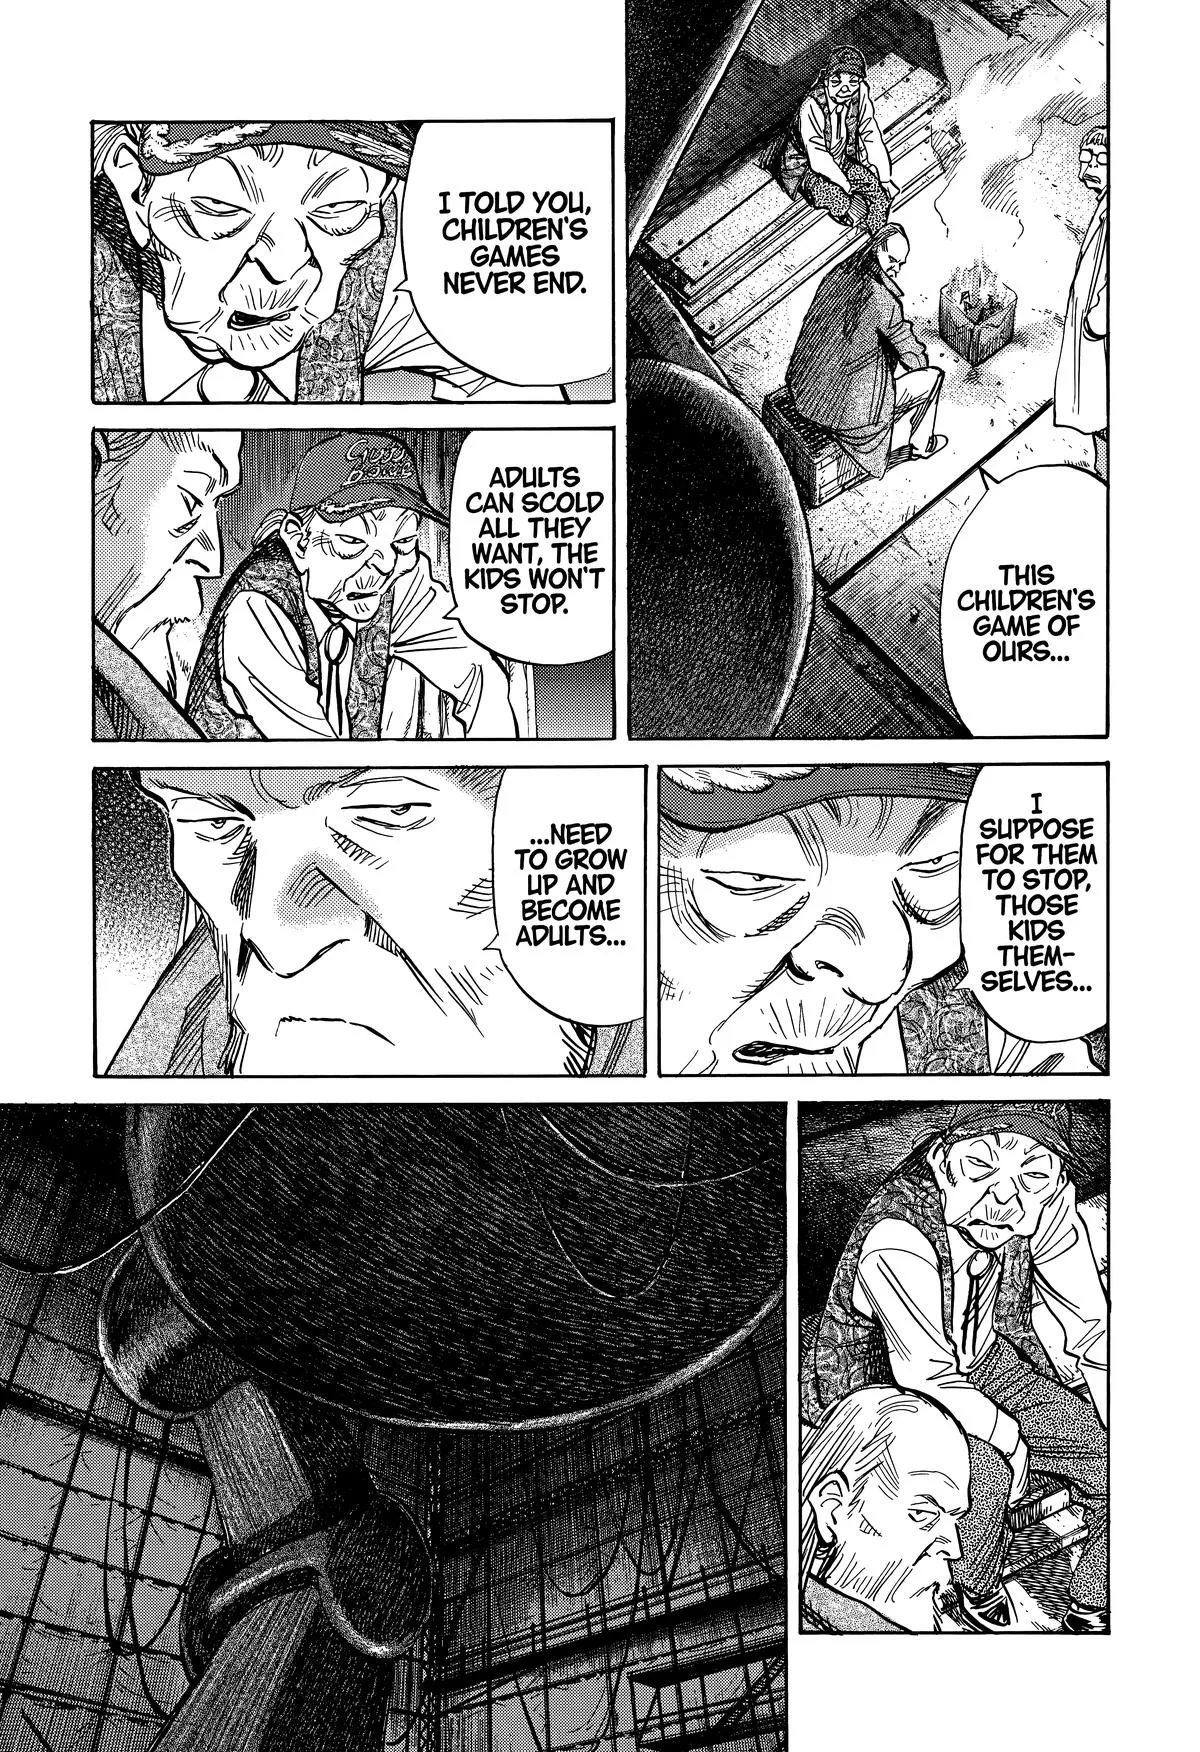 THIS
CHILDREN'S
GAME OF
OURS...
I TOLD YOU,
CHILDREN'S
GAMES
NEVER END.
ADULTS
CAN SCOLD
ALL THEY
WANT, THE
KIDS WON'T
STOP.
I
SUPPOSE
FOR THEM
TO STOP,
THOSE
KIDS
THEM-
SELVES...
...NEED
TO GROW
UP AND
BECOME
ADULTS...